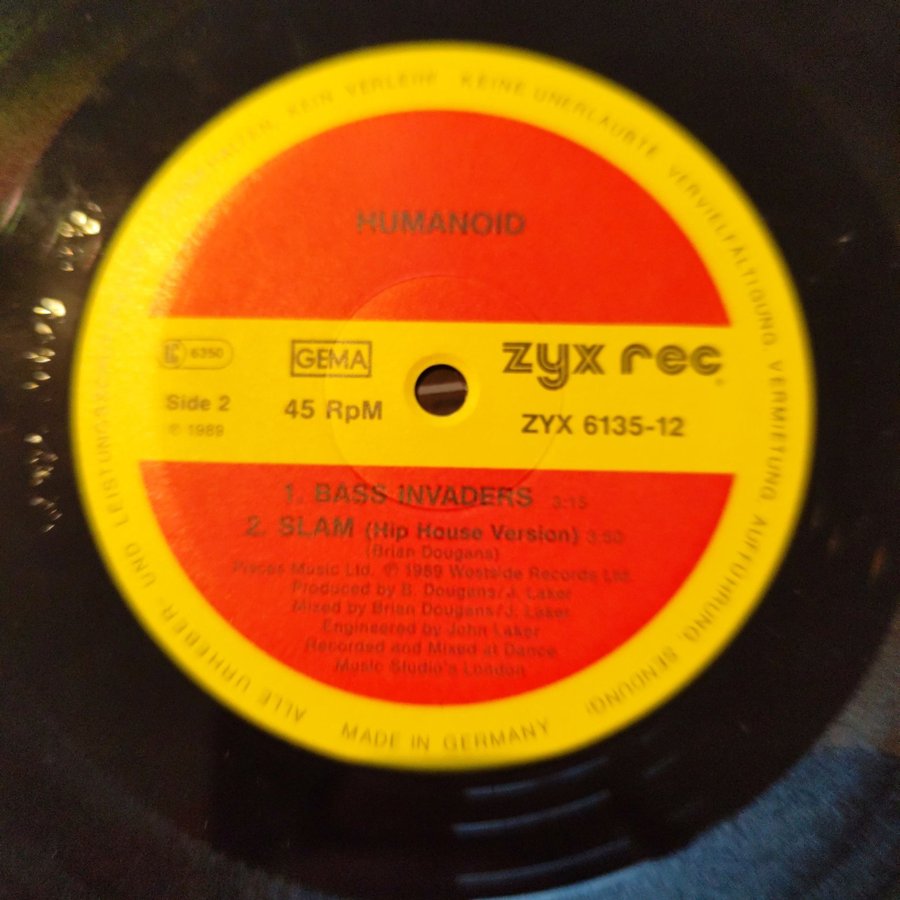 HUMANOID
LC 6350
GEMA
zyx rec
Side 2
45 RpM
ZYX 6135-12
℗ 1989
1. BASS INVADERS 3:15
2. SLAM (Hip House Version) 3:50
(Brian Dougans)
Music Ltd. ℗ 1989 Westside Records Ltd.
Produced by B. Dougans/J. Laker
Mixed by Brian Dougans/J. Laker
Engineered by John Laker
Recorded and Mixed at Dance
Music Studio's London
ALLE URHEBER- UND KEIN VERLEIH KEINE UNERLAUBTE VERVIELFÄLTIGUNG, VERMIETUNG, AUFFÜHRUNG, SENDUNG!
MADE IN GERMANY